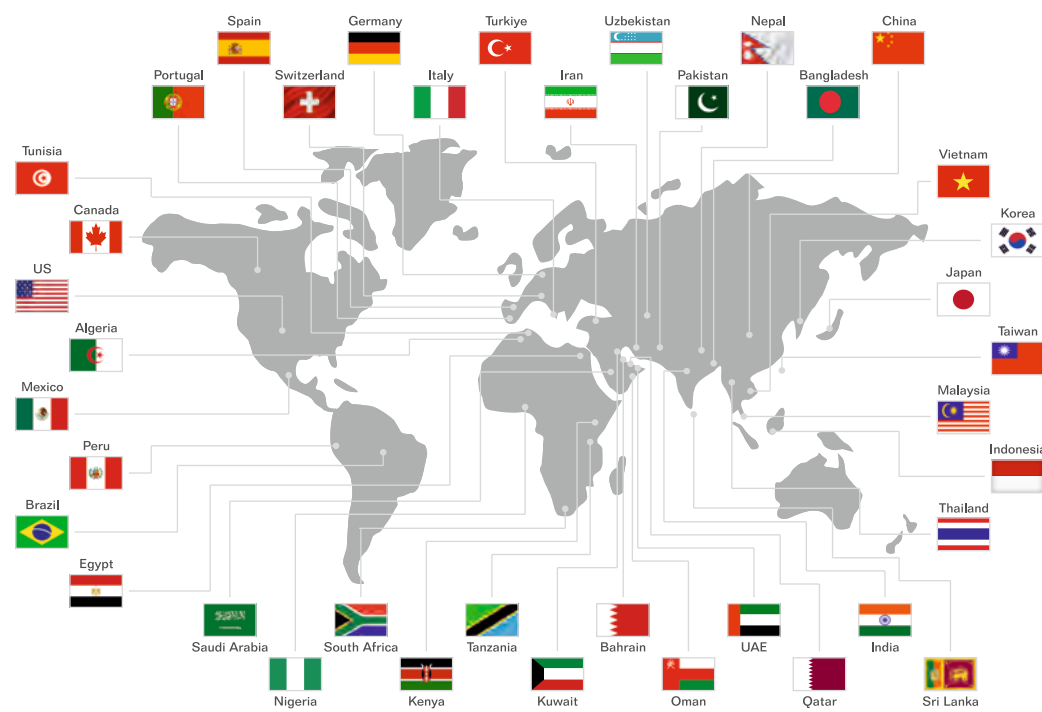 Spain
Germany
Turkiye
Uzbekistan
Nepal
China
Portugal
Switzerland
Italy
Iran
Pakistan
Bangladesh
Tunisia
Vietnam
Canada
Korea
US
Japan
Algeria
Taiwan
Mexico
Malaysia
Peru
Indonesia
Brazil
Thailand
Egypt
Saudi Arabia
South Africa
Tanzania
Bahrain
UAE
India
Nigeria
Kenya
Kuwait
Oman
Qatar
Sri Lanka